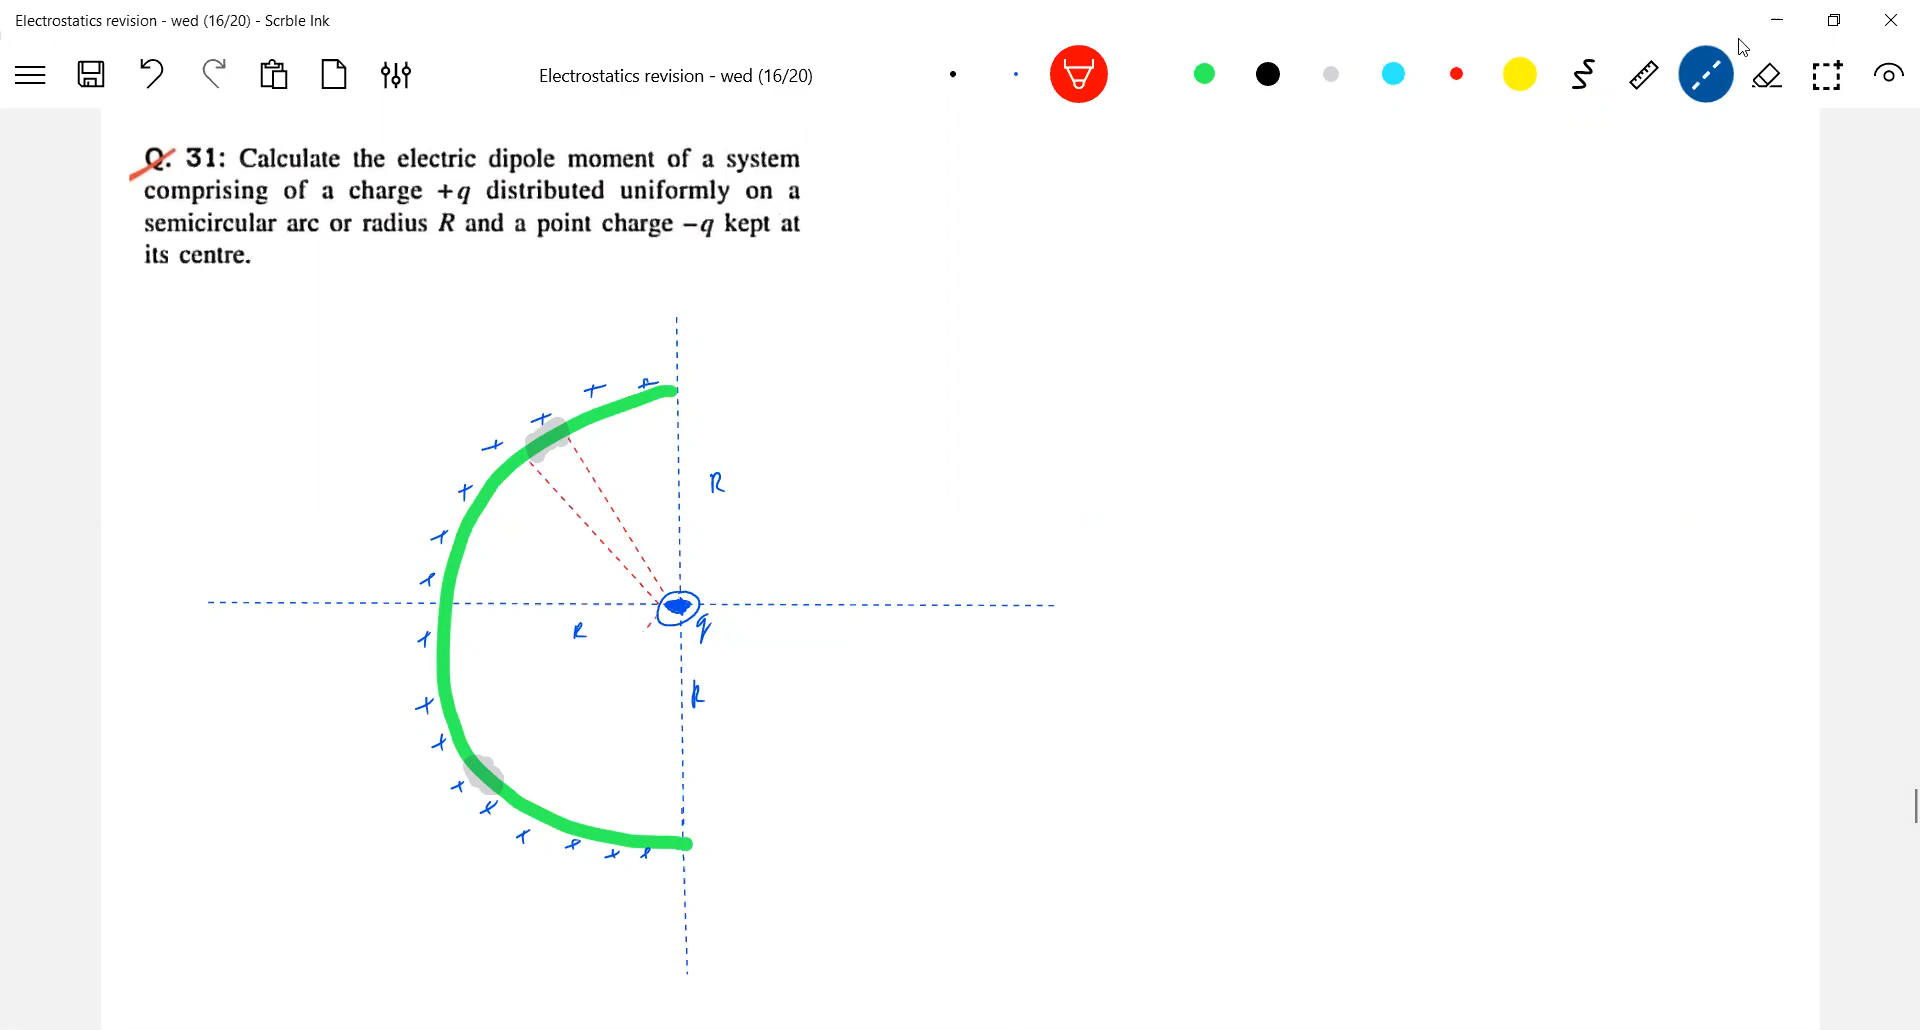 Electrostatics revision - wed (16/20) - Scrble Ink
Electrostatics revision - wed (16/20)
Q. 31: Calculate the electric dipole moment of a system
comprising of a charge +q distributed uniformly on a
semicircular arc or radius R and a point charge −q kept at
its centre.
+ + + + + + + + + + + + + + + + + +
R
R
q
R